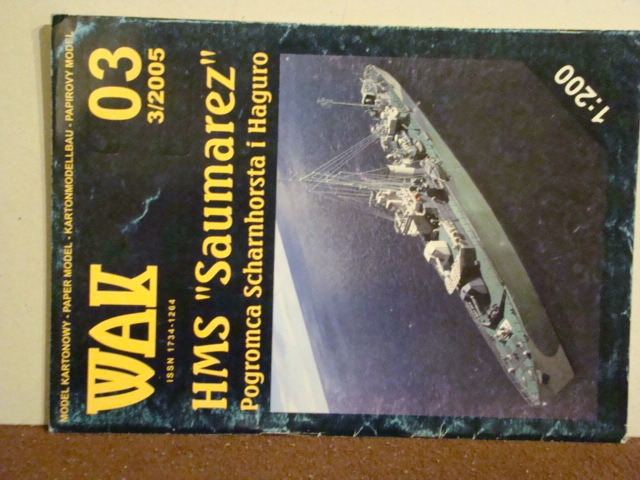 MODEL KARTONOWY - PAPER MODEL - KARTONMODELLBAU - PAPIROVY MODEL
WAK 03
3/2005
ISSN 1734-1264
HMS "Saumarez"
Pogromca Scharnhorsta i Haguro
1:200